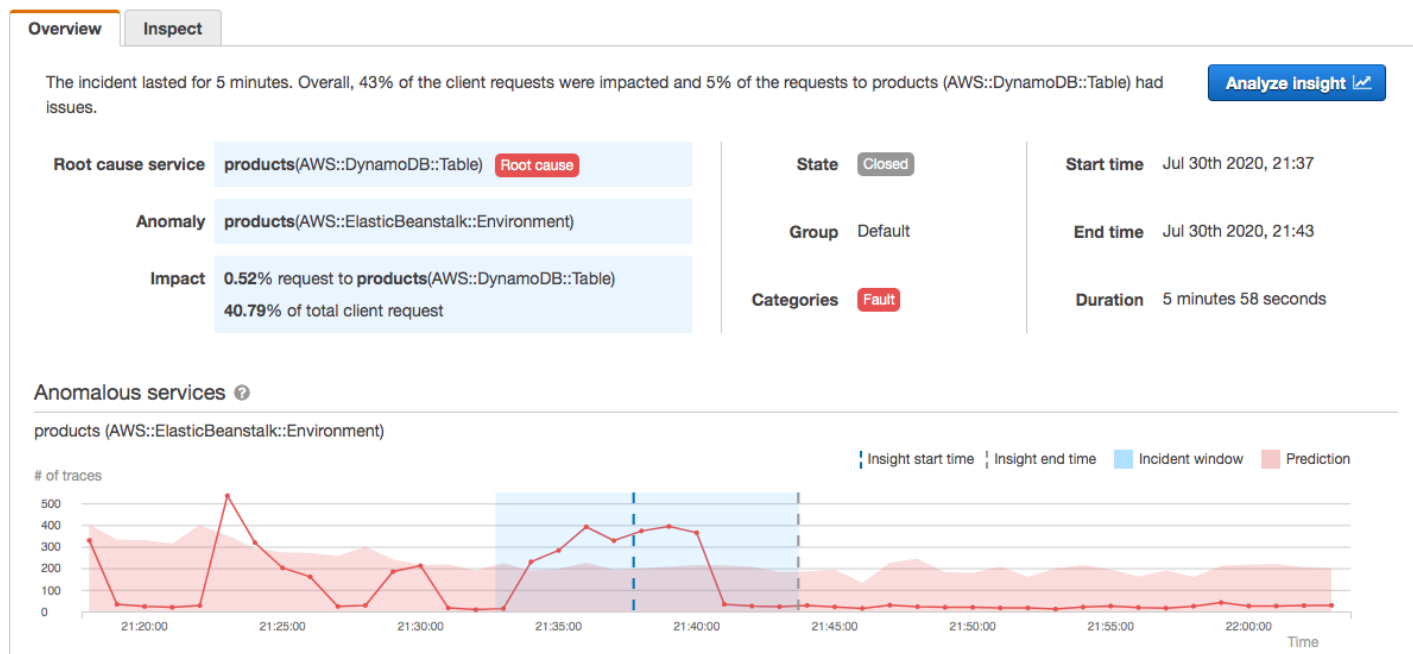 Overview Inspect
The incident lasted for 5 minutes. Overall, 43% of the client requests were impacted and 5% of the requests to products (AWS::DynamoDB::Table) had
issues.
Analyze insight
Root cause service products(AWS::DynamoDB::Table) Root cause
Anomaly products(AWS::ElasticBeanstalk::Environment)
Impact 0.52% request to products(AWS::DynamoDB::Table)
40.79% of total client request
State Closed
Group Default
Categories Fault
Start time Jul 30th 2020, 21:37
End time Jul 30th 2020, 21:43
Duration 5 minutes 58 seconds
Anomalous services ?
products (AWS::ElasticBeanstalk::Environment)
Insight start time Insight end time Incident window Prediction
# of traces
500
400
300
200
100
0
21:20:00 21:25:00 21:30:00 21:35:00 21:40:00 21:45:00 21:50:00 21:55:00 22:00:00
Time